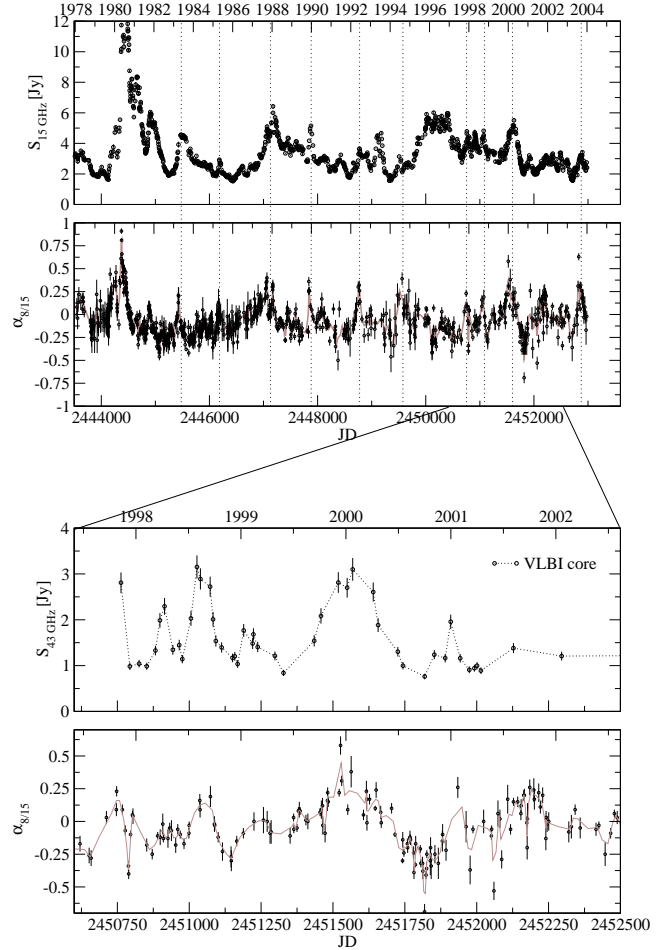 1978 1980 1982 1984 1986 1988 1990 1992 1994 1996 1998 2000 2002 2004
12
10
8
6
4
2
0
S15 GHz [Jy]
1
0.75
0.5
0.25
0
-0.25
-0.5
-0.75
-1
α8/15
2444000 2446000 2448000 2450000 2452000
JD
1998 1999 2000 2001 2002
4
3
2
1
0
S43 GHz [Jy]
VLBI core
0.5
0.25
0
-0.25
-0.5
α8/15
2450750 2451000 2451250 2451500 2451750 2452000 2452250 2452500
JD